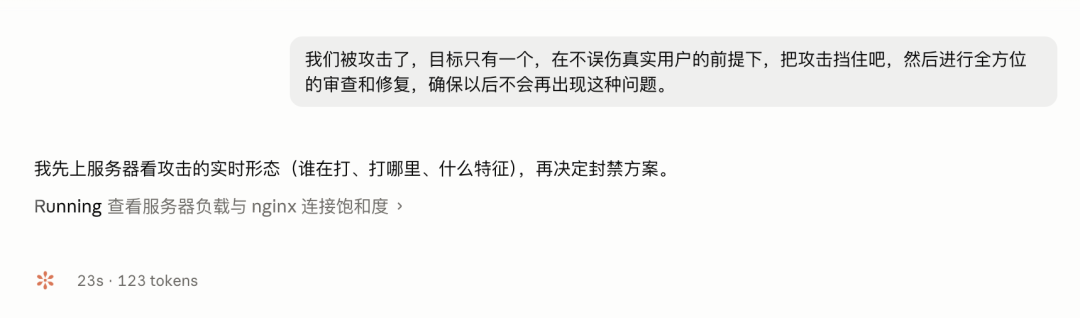 我们被攻击了，目标只有一个，在不误伤真实用户的前提下，把攻击挡住吧，然后进行全方位
的审查和修复，确保以后不会再出现这种问题。
我先上服务器看攻击的实时形态（谁在打、打哪里、什么特征），再决定封禁方案。
Running 查看服务器负载与 nginx 连接饱和度 ›
23s · 123 tokens